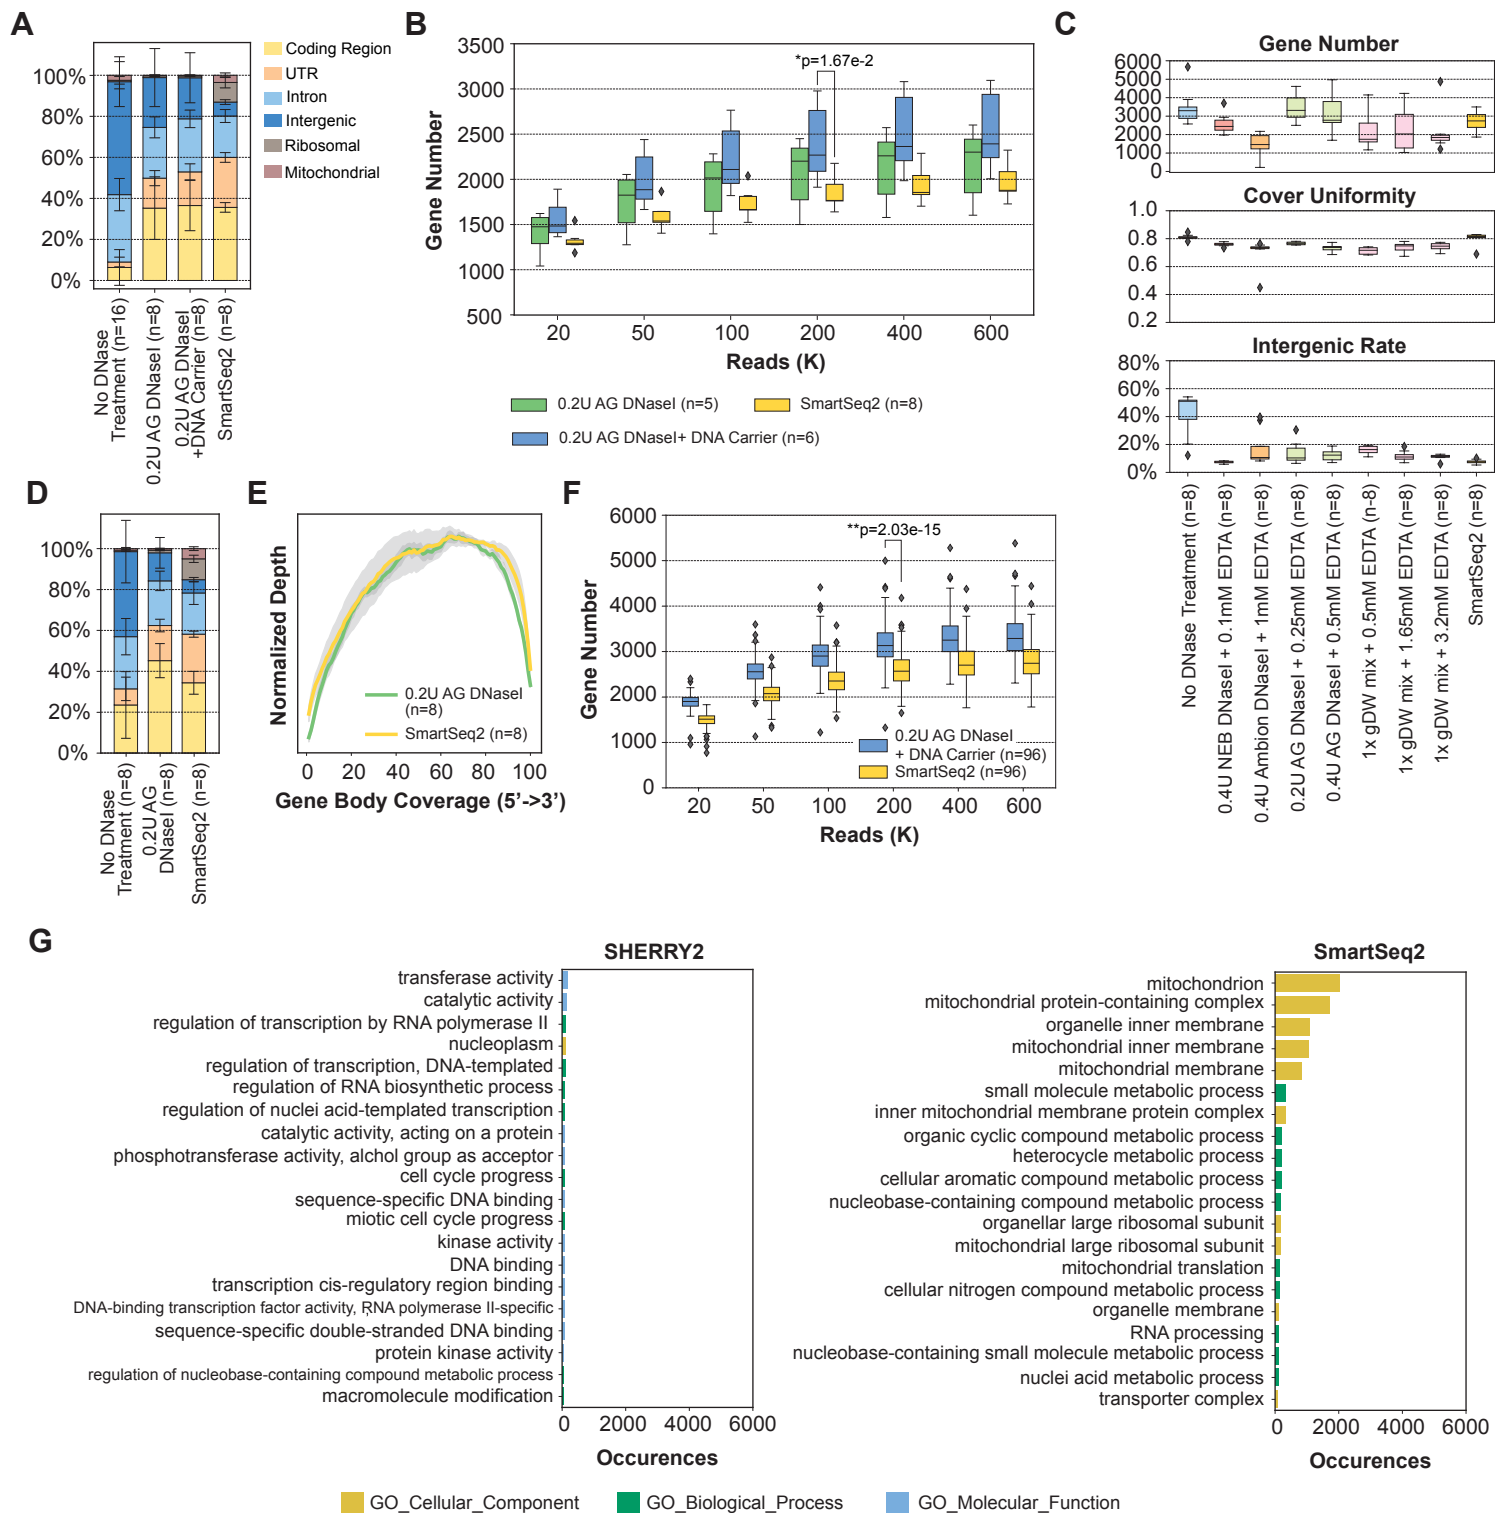 A
100%
80%
60%
40%
20%
0%
No DNase
Treatment (n=16)
0.2U AG DNaseI (n=8)
0.2U AG DNaseI
+DNA Carrier (n=8)
SmartSeq2 (n=8)
Coding Region
UTR
Intron
Intergenic
Ribosomal
Mitochondrial
B
Gene Number
3500
3000
2500
2000
1500
1000
500
*p=1.67e-2
20
50
100
200
400
600
Reads (K)
0.2U AG DNaseI (n=5)
SmartSeq2 (n=8)
0.2U AG DNaseI+ DNA Carrier (n=6)
C
Gene Number
6000
5000
4000
3000
2000
1000
0
Cover Uniformity
1.0
0.8
0.6
0.4
0.2
Intergenic Rate
80%
60%
40%
20%
0%
No DNase Treatment (n=8)
0.4U NEB DNaseI + 0.1mM EDTA (n=8)
0.4U Ambion DNaseI + 1mM EDTA (n=8)
0.2U AG DNaseI + 0.25mM EDTA (n=8)
0.4U AG DNaseI + 0.5mM EDTA (n=8)
1x gDW mix + 0.5mM EDTA (n=8)
1x gDW mix + 1.65mM EDTA (n=8)
1x gDW mix + 3.2mM EDTA (n=8)
SmartSeq2 (n=8)
D
100%
80%
60%
40%
20%
0%
No DNase
Treatment (n=8)
0.2U AG
DNaseI (n=8)
SmartSeq2 (n=8)
E
Normalized Depth
0.2U AG DNaseI
(n=8)
SmartSeq2 (n=8)
0
20
40
60
80
100
Gene Body Coverage (5’->3’)
F
Gene Number
6000
5000
4000
3000
2000
1000
0
**p=2.03e-15
0.2U AG DNaseI
+ DNA Carrier (n=96)
SmartSeq2 (n=96)
20
50
100
200
400
600
Reads (K)
G
SHERRY2
transferase activity
catalytic activity
regulation of transcription by RNA polymerase II
nucleoplasm
regulation of transcription, DNA-templated
regulation of RNA biosynthetic process
regulation of nuclei acid-templated transcription
catalytic activity, acting on a protein
phosphotransferase activity, alchol group as acceptor
cell cycle progress
sequence-specific DNA binding
miotic cell cycle progress
kinase activity
DNA binding
transcription cis-regulatory region binding
DNA-binding transcription factor activity, RNA polymerase II-specific
sequence-specific double-stranded DNA binding
protein kinase activity
regulation of nucleobase-containing compound metabolic process
macromolecule modification
0
2000
4000
6000
Occurences
SmartSeq2
mitochondrion
mitochondrial protein-containing complex
organelle inner membrane
mitochondrial inner membrane
mitochondrial membrane
small molecule metabolic process
inner mitochondrial membrane protein complex
organic cyclic compound metabolic process
heterocycle metabolic process
cellular aromatic compound metabolic process
nucleobase-containing compound metabolic process
organellar large ribosomal subunit
mitochondrial large ribosomal subunit
mitochondrial translation
cellular nitrogen compound metabolic process
organelle membrane
RNA processing
nucleobase-containing small molecule metabolic process
nuclei acid metabolic process
transporter complex
0
2000
4000
6000
Occurences
GO_Cellular_Component
GO_Biological_Process
GO_Molecular_Function